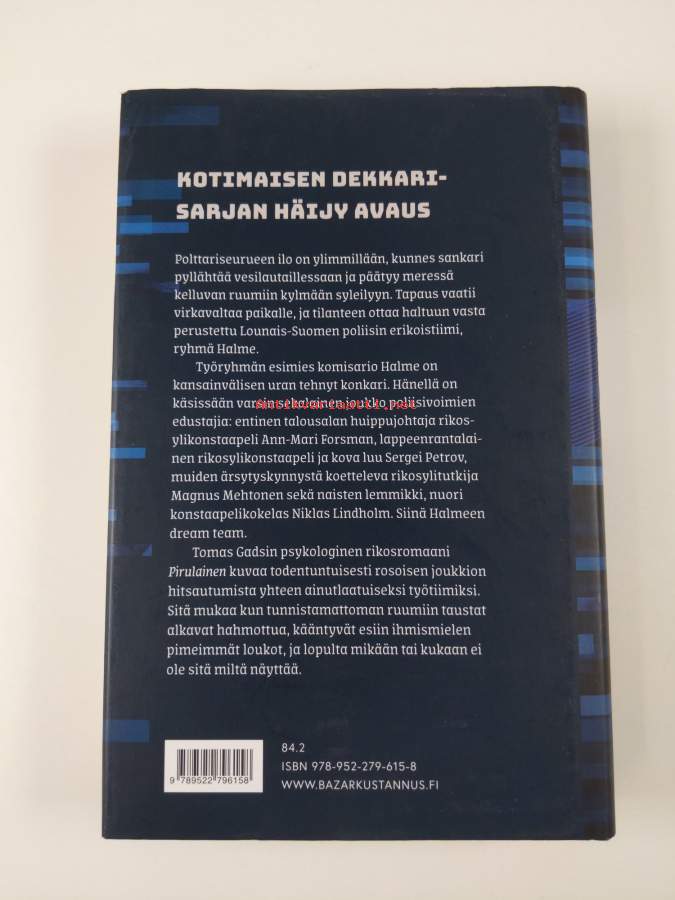 KOTIMAISEN DEKKARI-
SARJAN HÄIJY AVAUS
Polttariseurueen ilo on ylimmillään, kunnes sankari
pyllähtää vesilautaillessaan ja päätyy meressä
kelluvan ruumiin kylmään syleilyyn. Tapaus vaatii
virkavaltaa paikalle, ja tilanteen ottaa haltuun vasta
perustettu Lounais-Suomen poliisin erikoistiimi,
ryhmä Halme.
Työryhmän esimies komisario Halme on
kansainvälisen uran tehnyt konkari. Hänellä on
käsissään varsin sekalainen joukko poliisivoimien
Antikvariaatti.net
edustajia: entinen talousalan huippujohtaja rikos-
ylikonstaapeli Ann-Mari Forsman, lappeenrantalai-
nen rikosylikonstaapeli ja kova luu Sergei Petrov,
muiden ärsytyskynnystä koetteleva rikosylitutkija
Magnus Mehtonen sekä naisten lemmikki, nuori
konstaapelikokelas Niklas Lindholm. Siinä Halmeen
dream team.
Tomas Gadsin psykologinen rikosromaani
Pirulainen kuvaa todentuntuisesti rosoisen joukkion
hitsautumista yhteen ainutlaatuiseksi työtiimiksi.
Sitä mukaa kun tunnistamattoman ruumiin taustat
alkavat hahmottua, kääntyvät esiin ihmismielen
pimeimmät loukot, ja lopulta mikään tai kukaan ei
ole sitä miltä näyttää.
84.2
ISBN 978-952-279-615-8
WWW.BAZARKUSTANNUS.FI
9 789522 796158